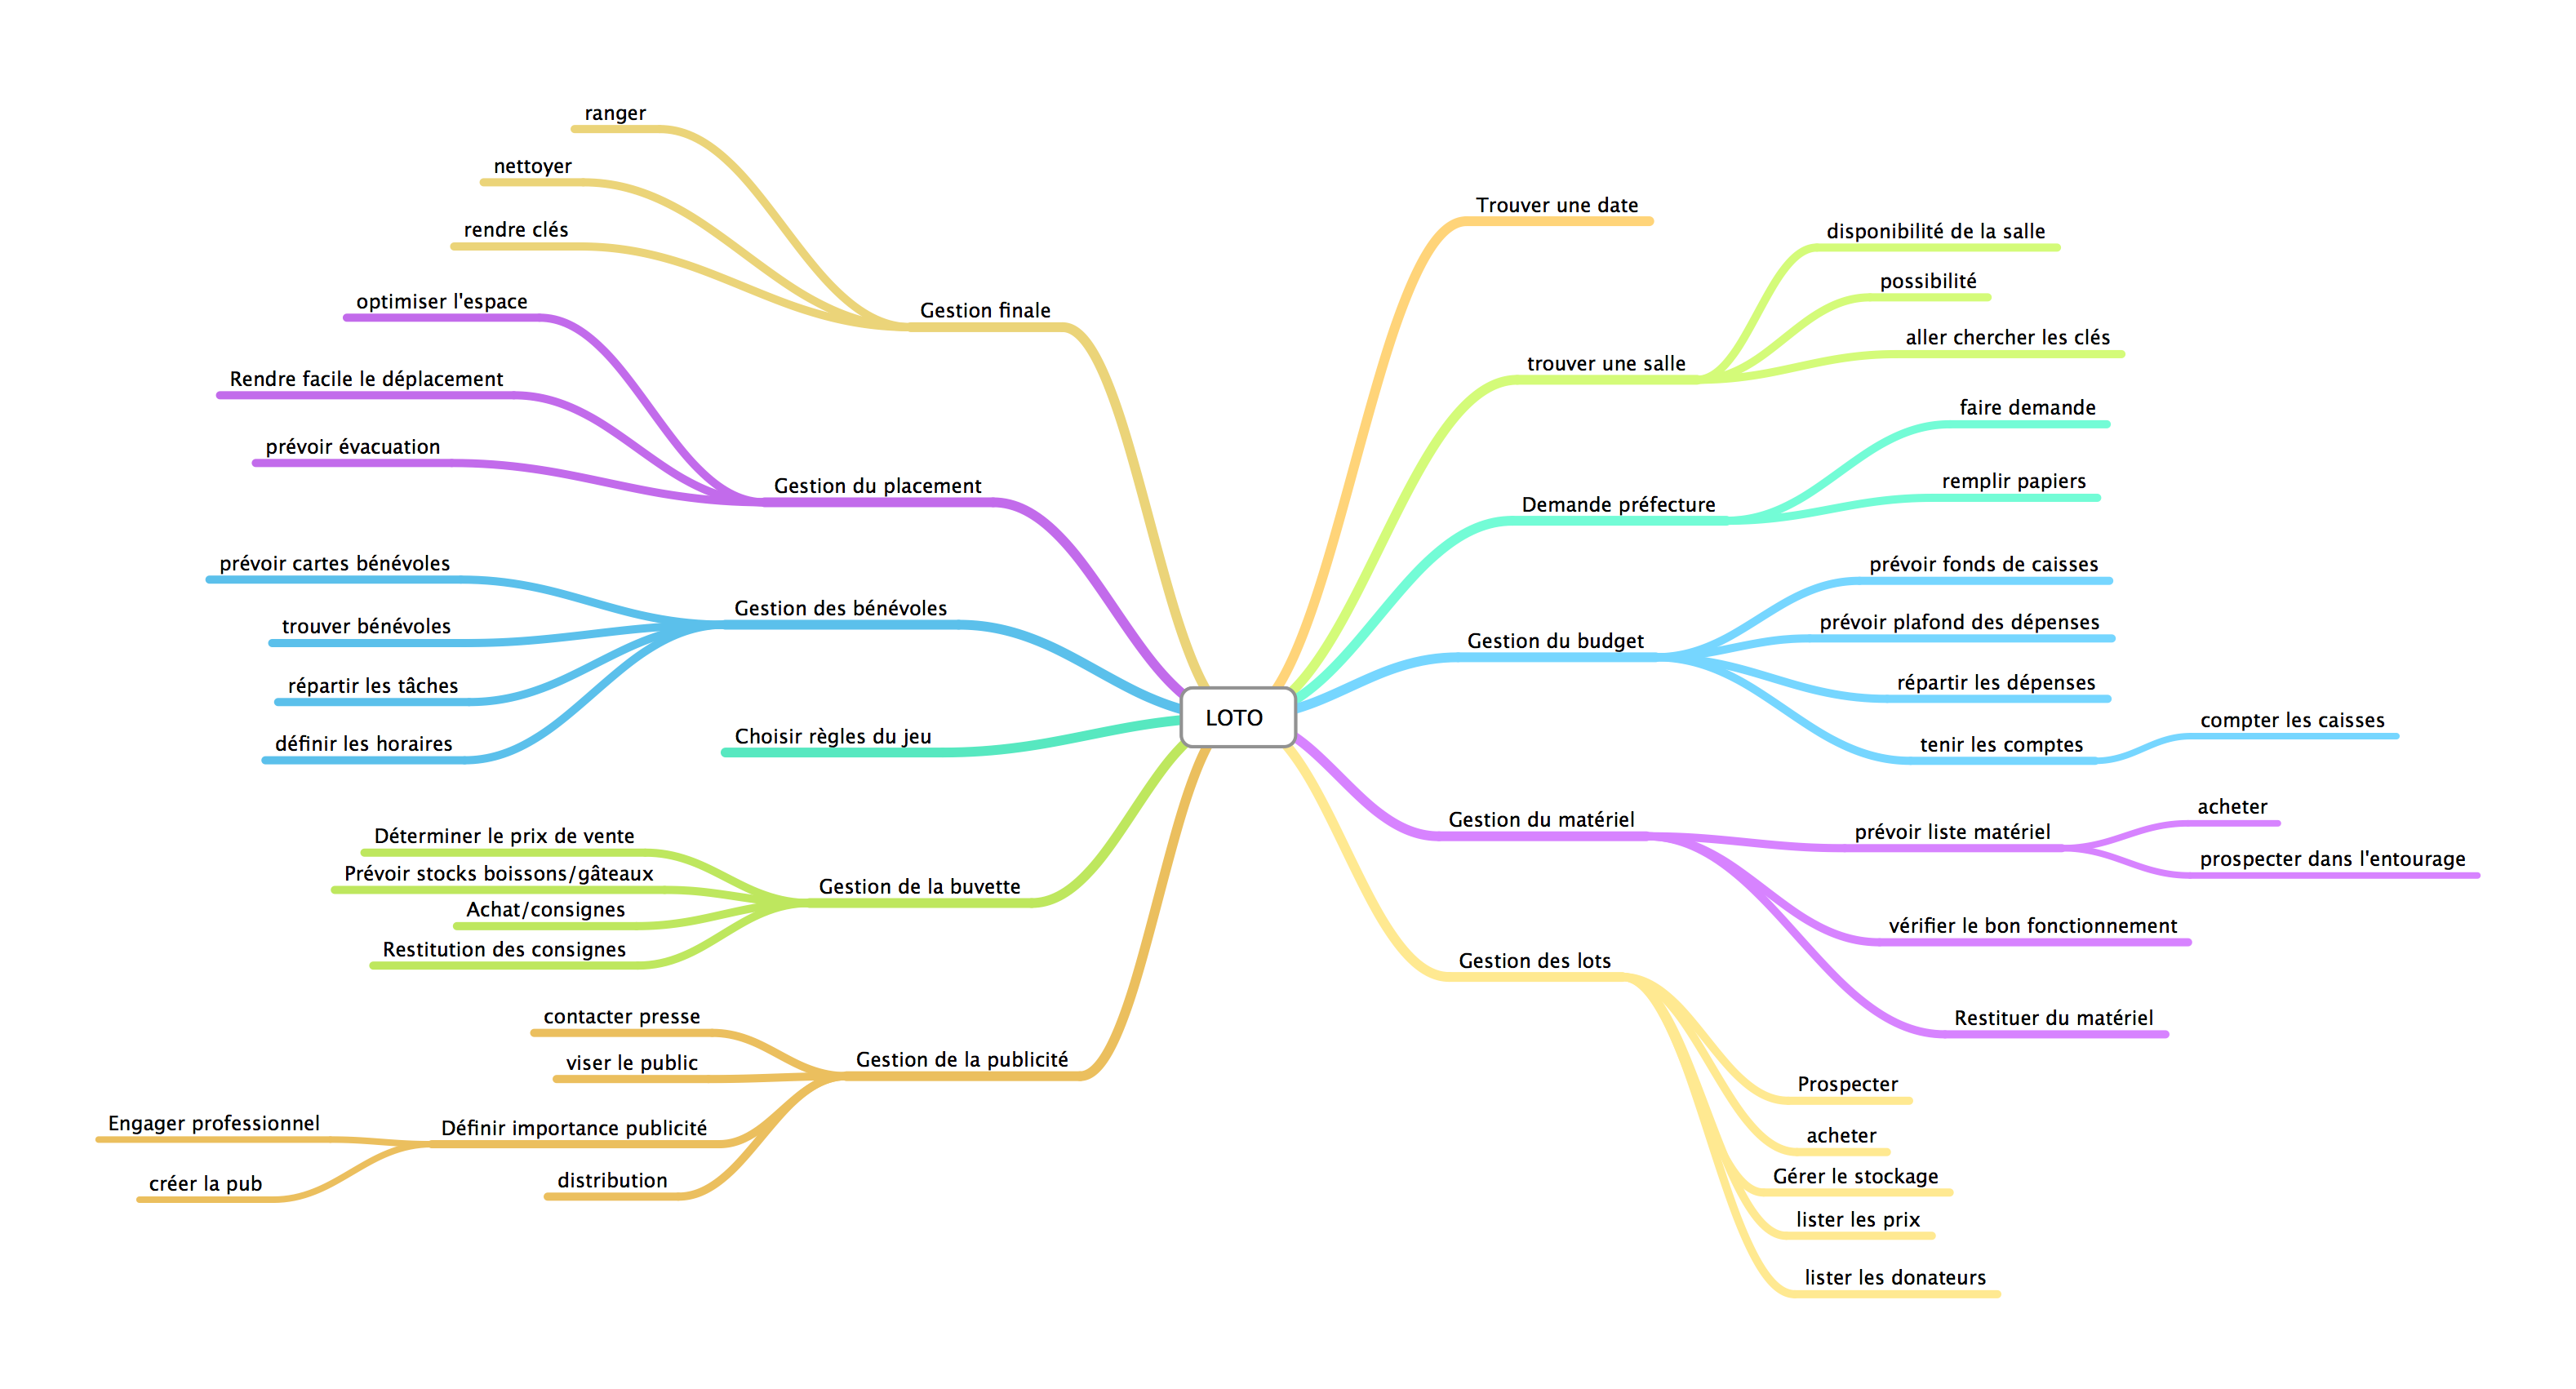 LOTO
Trouver une date
trouver une salle
disponibilité de la salle
possibilité
aller chercher les clés
Demande préfecture
faire demande
remplir papiers
Gestion du budget
prévoir fonds de caisses
prévoir plafond des dépenses
répartir les dépenses
tenir les comptes
compter les caisses
Gestion du matériel
prévoir liste matériel
acheter
prospecter dans l'entourage
vérifier le bon fonctionnement
Restituer du matériel
Gestion des lots
Prospecter
acheter
Gérer le stockage
lister les prix
lister les donateurs
Gestion finale
ranger
nettoyer
rendre clés
Gestion du placement
optimiser l'espace
Rendre facile le déplacement
prévoir évacuation
Gestion des bénévoles
prévoir cartes bénévoles
trouver bénévoles
répartir les tâches
définir les horaires
Choisir règles du jeu
Gestion de la buvette
Déterminer le prix de vente
Prévoir stocks boissons/gâteaux
Achat/consignes
Restitution des consignes
Gestion de la publicité
contacter presse
viser le public
Définir importance publicité
Engager professionnel
créer la pub
distribution